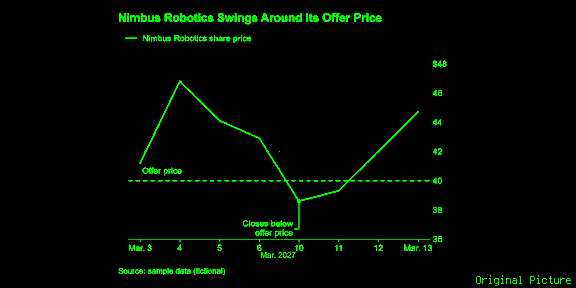 Nimbus Robotics Swings Around Its Offer Price
Nimbus Robotics share price
$48
46
44
42
Offer price
40
38
Closes below
offer price
36
Mar. 3 4 5 6 10 11 12 Mar. 13
Mar. 2027
Source: sample data (fictional)
Original Picture